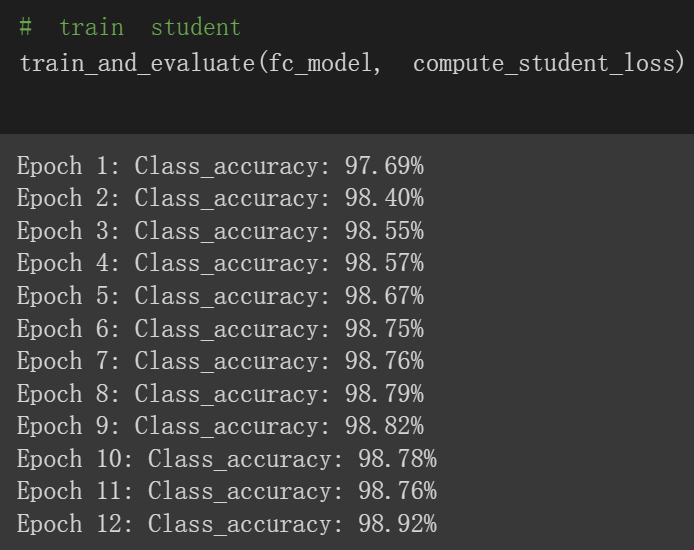 # train student
train_and_evaluate(fc_model, compute_student_loss)
Epoch 1: Class_accuracy: 97.69%
Epoch 2: Class_accuracy: 98.40%
Epoch 3: Class_accuracy: 98.55%
Epoch 4: Class_accuracy: 98.57%
Epoch 5: Class_accuracy: 98.67%
Epoch 6: Class_accuracy: 98.75%
Epoch 7: Class_accuracy: 98.76%
Epoch 8: Class_accuracy: 98.79%
Epoch 9: Class_accuracy: 98.82%
Epoch 10: Class_accuracy: 98.78%
Epoch 11: Class_accuracy: 98.76%
Epoch 12: Class_accuracy: 98.92%